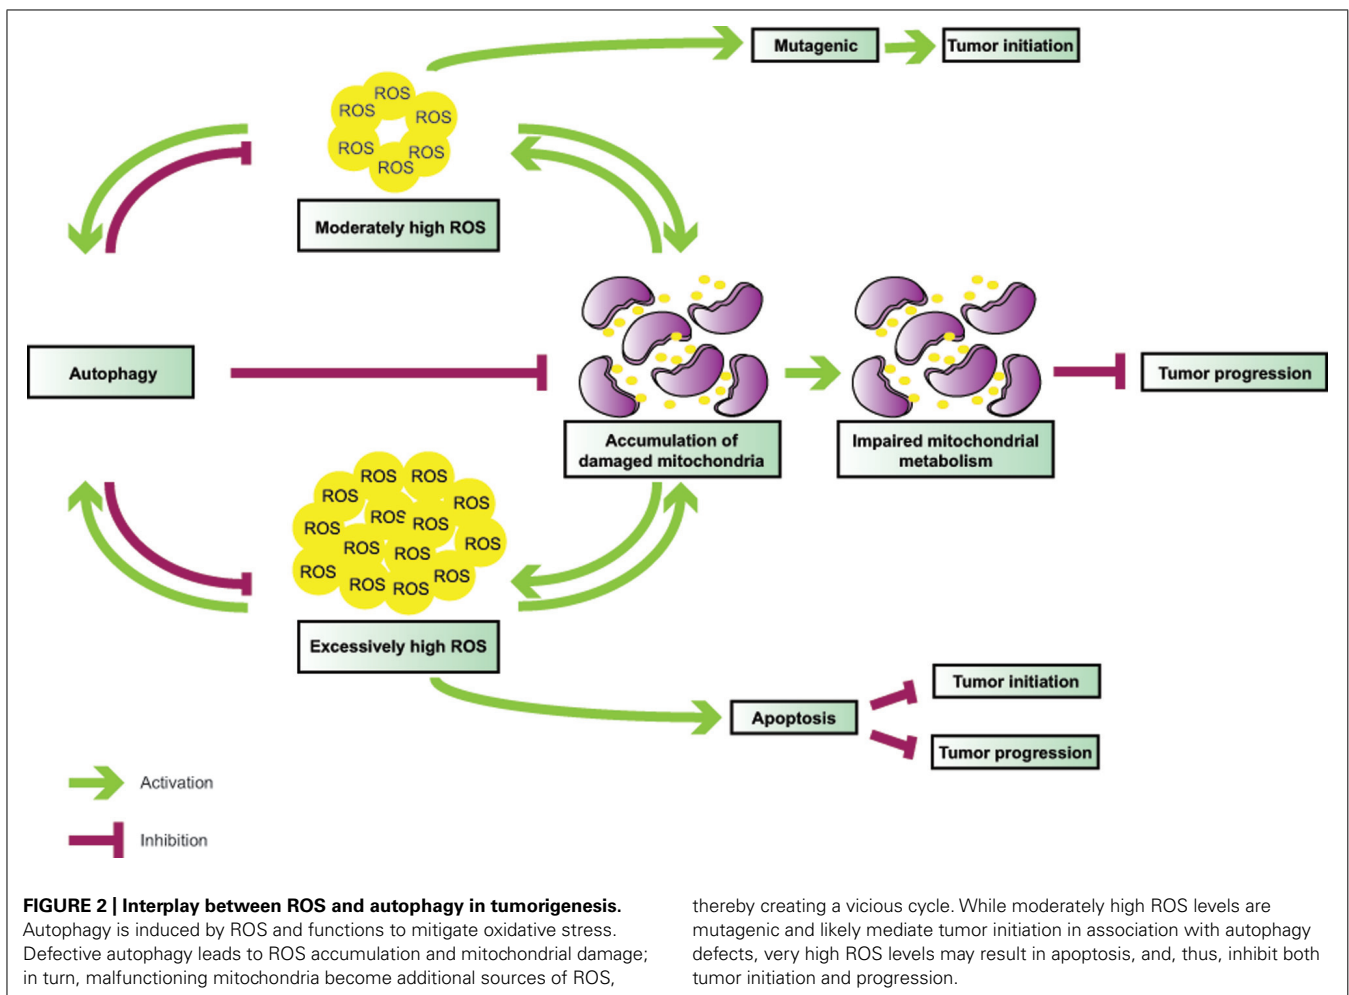 Mutagenic
Tumor initiation
ROS
ROS
ROS
ROS
ROS
ROS
Moderately high ROS
Autophagy
Accumulation of
damaged mitochondria
Impaired mitochondrial
metabolism
Tumor progression
ROS
ROS
ROS
ROS
ROS
ROS
ROS
ROS
ROS
ROS
ROS
ROS
ROS
ROS
Excessively high ROS
Apoptosis
Tumor initiation
Tumor progression
Activation
Inhibition
FIGURE 2 | Interplay between ROS and autophagy in tumorigenesis.
Autophagy is induced by ROS and functions to mitigate oxidative stress.
Defective autophagy leads to ROS accumulation and mitochondrial damage;
in turn, malfunctioning mitochondria become additional sources of ROS,
thereby creating a vicious cycle. While moderately high ROS levels are
mutagenic and likely mediate tumor initiation in association with autophagy
defects, very high ROS levels may result in apoptosis, and, thus, inhibit both
tumor initiation and progression.